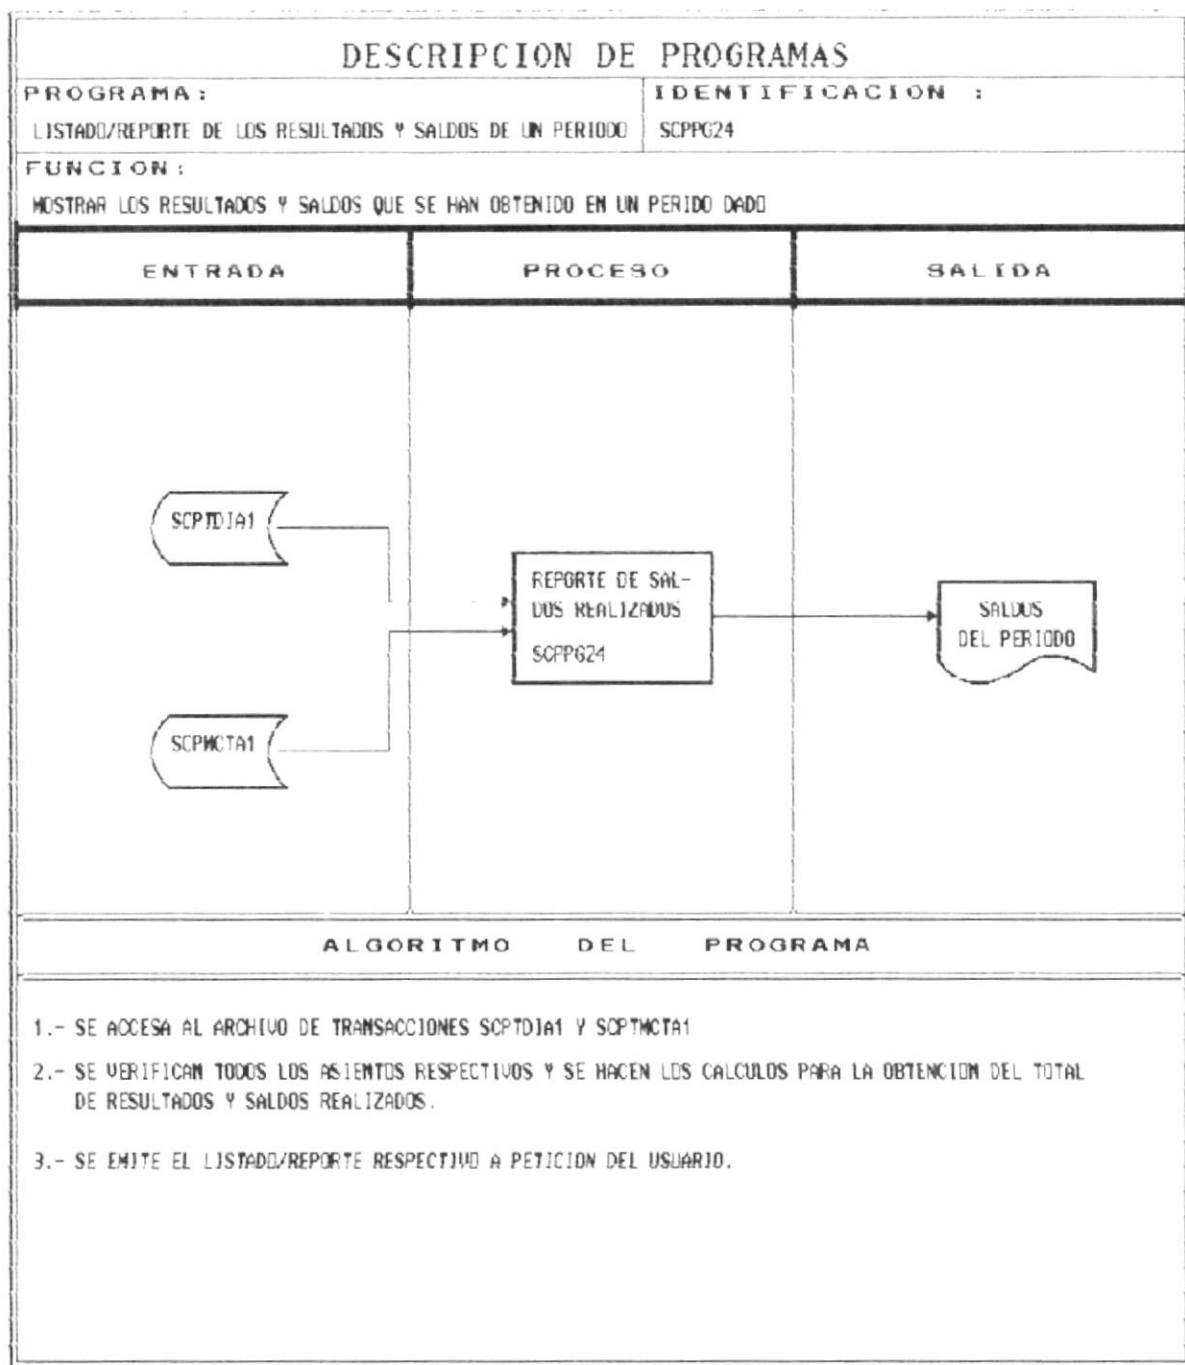 DESCRIPCION DE PROGRAMAS
PROGRAMA:
IDENTIFICACION :
LISTADO/REPORTE DE LOS RESULTADOS Y SALDOS DE UN PERIODO
SCPPG24
FUNCION:
MOSTRAR LOS RESULTADOS Y SALDOS QUE SE HAN OBTENIDO EN UN PERIDO DADO
ENTRADA
PROCESO
SALIDA
SCPTDIA1
REPORTE DE SAL-
DOS REALIZADOS
SCPPG24
SALDOS
DEL PERIODO
SCPMCTA1
ALGORITMO DEL PROGRAMA
1.- SE ACCESA AL ARCHIVO DE TRANSACCIONES SCPTDIA1 Y SCPTMCTA1
2.- SE VERIFICAN TODOS LOS ASIENTOS RESPECTIVOS Y SE HACEN LOS CALCULOS PARA LA OBTENCION DEL TOTAL
DE RESULTADOS Y SALDOS REALIZADOS.
3.- SE EMITE EL LISTADO/REPORTE RESPECTIVO A PETICION DEL USUARIO.